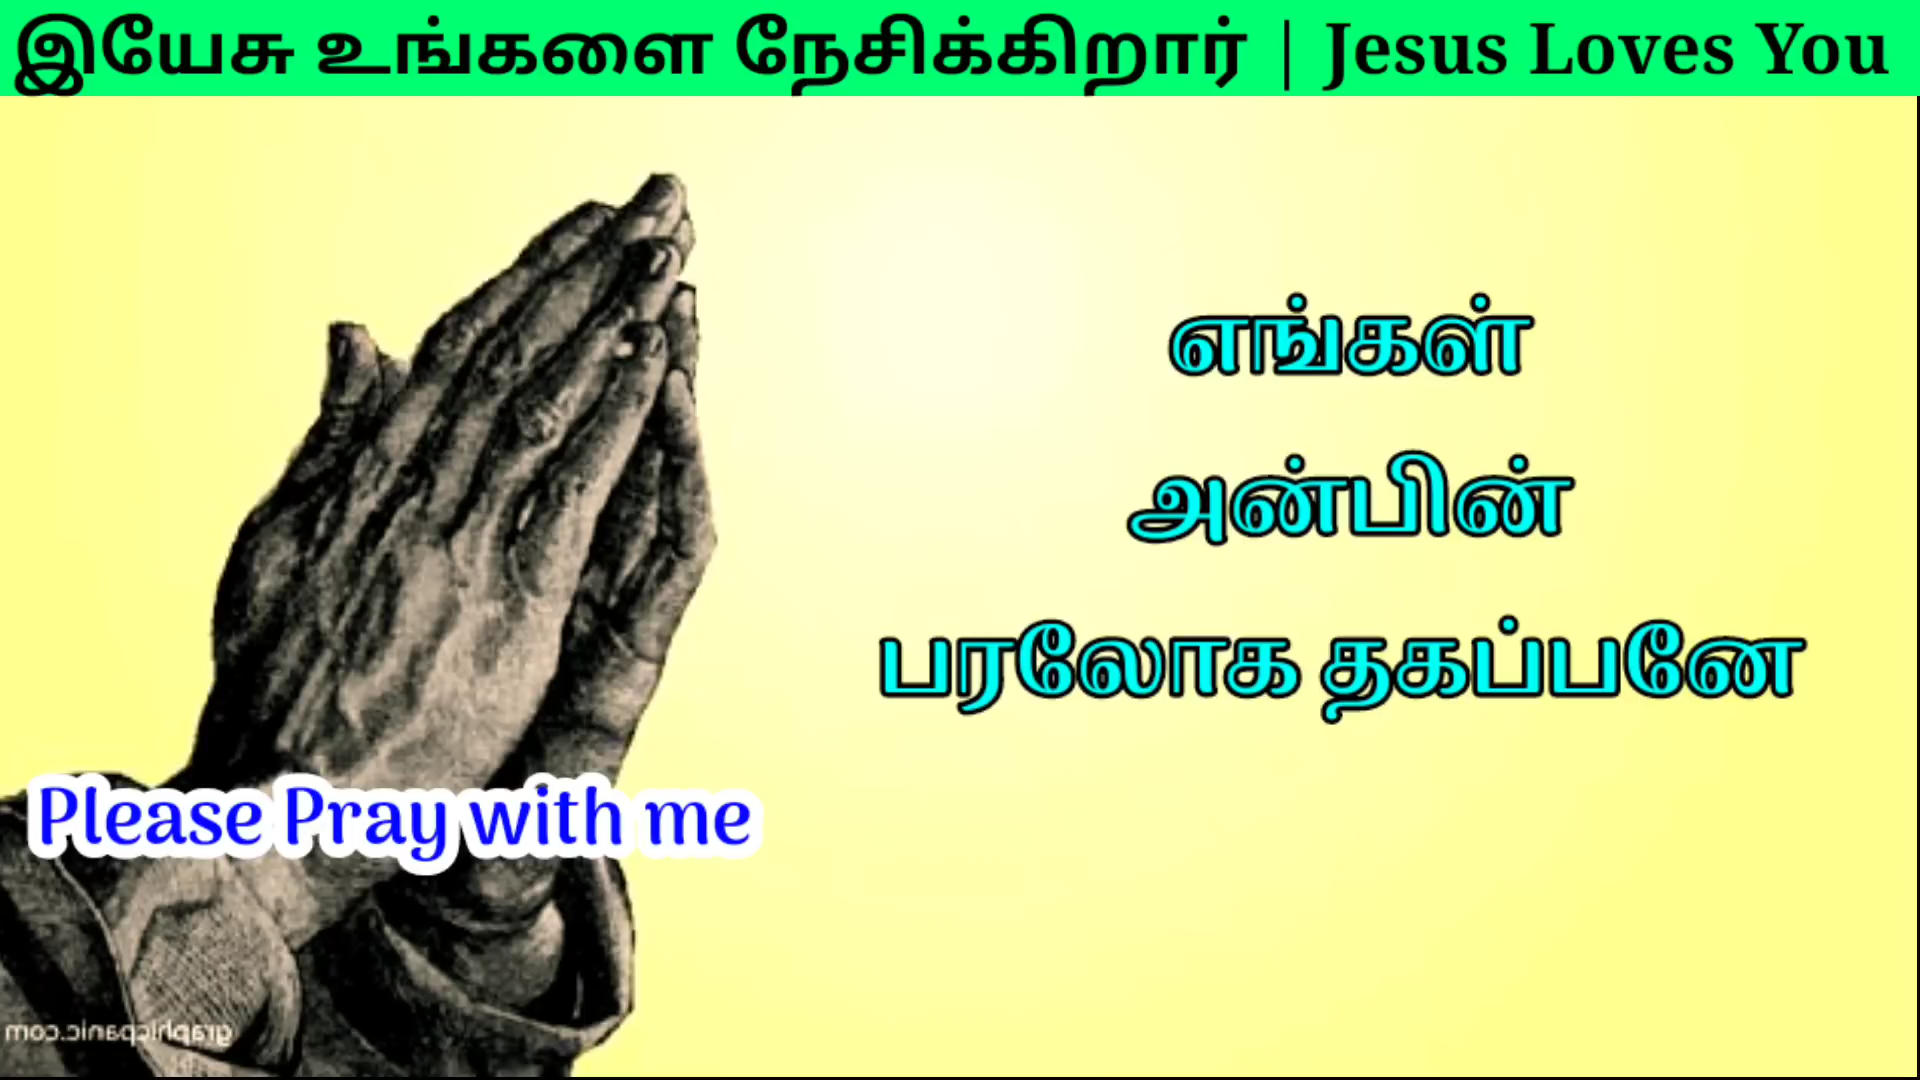 இயேசு உங்களை நேசிக்கிறார் | Jesus Loves You
எங்கள்
அன்பின்
பரலோக தகப்பனே
Please Pray with me
graphicpanic.com